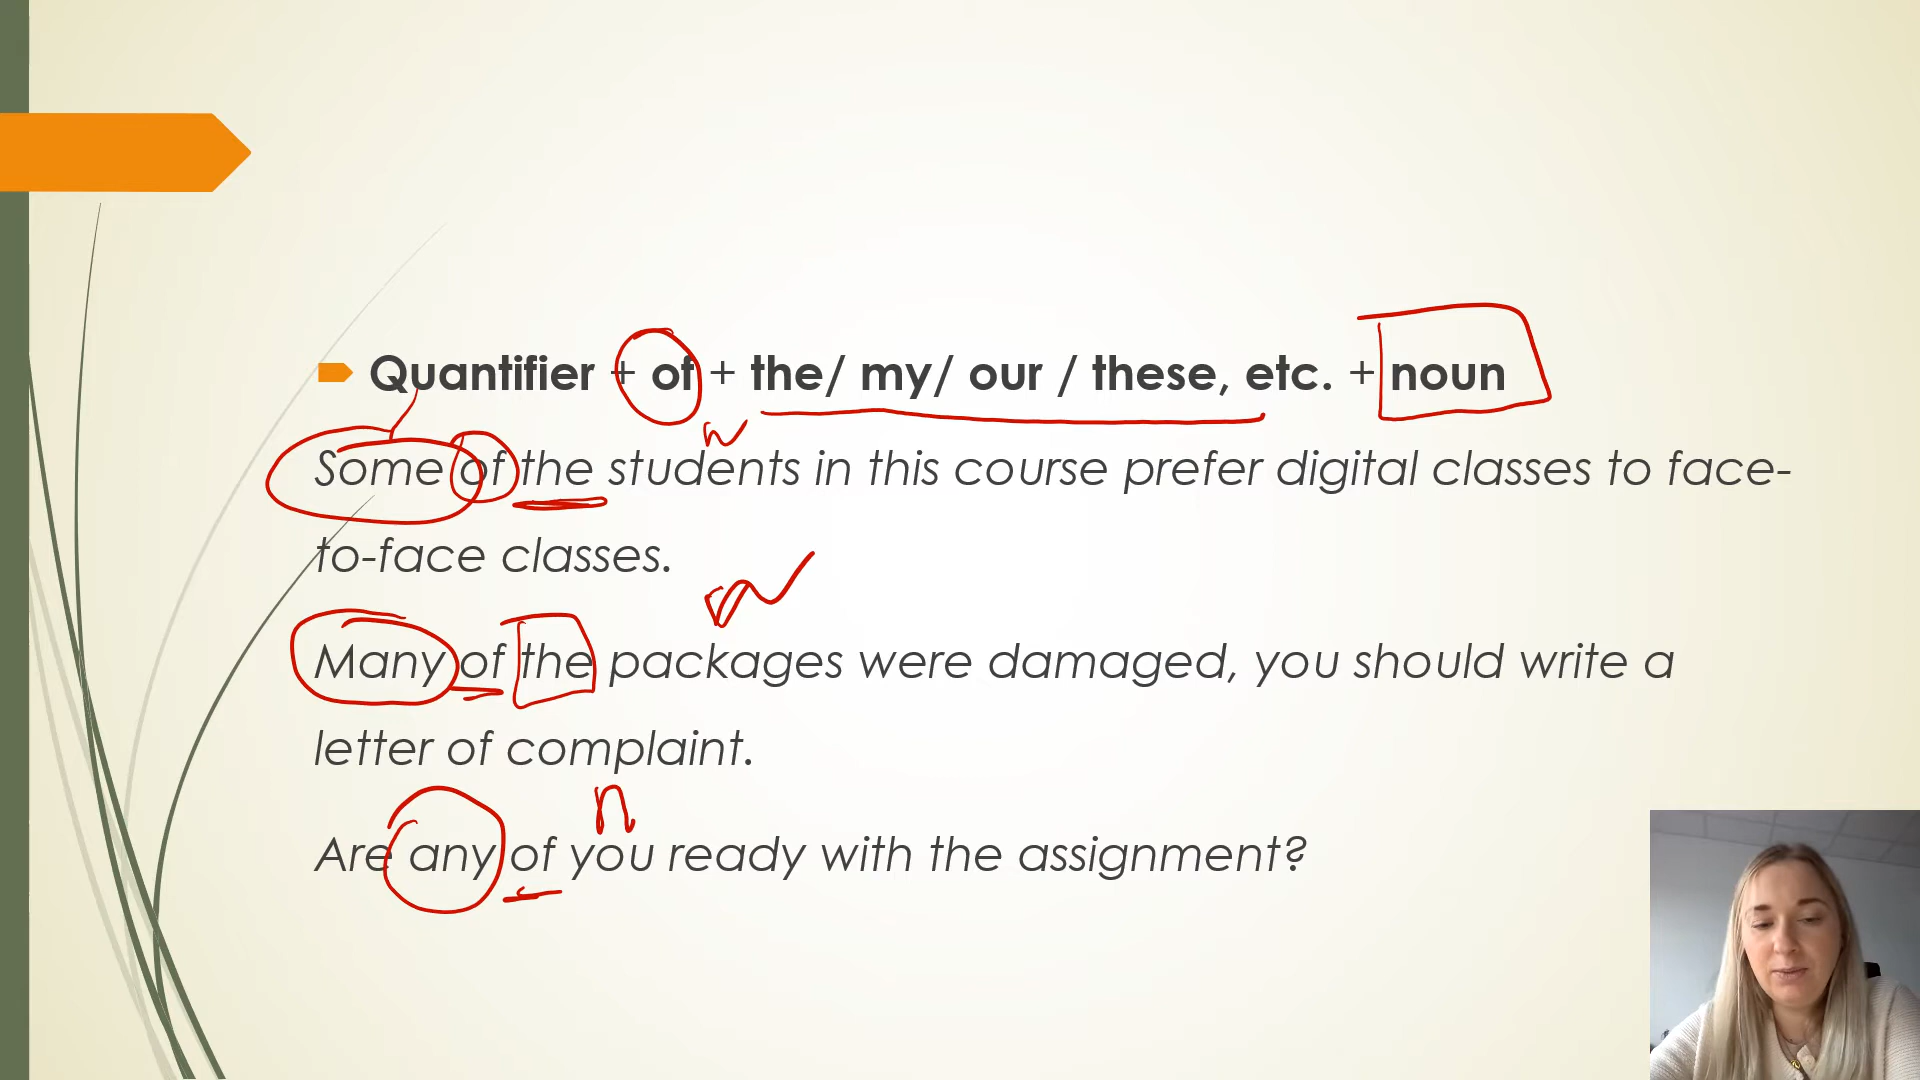 Quantifier + of + the/ my/ our / these, etc. + noun
n
Some of the students in this course prefer digital classes to face-
to-face classes.
Many of the packages were damaged, you should write a
letter of complaint.
n
Are any of you ready with the assignment?